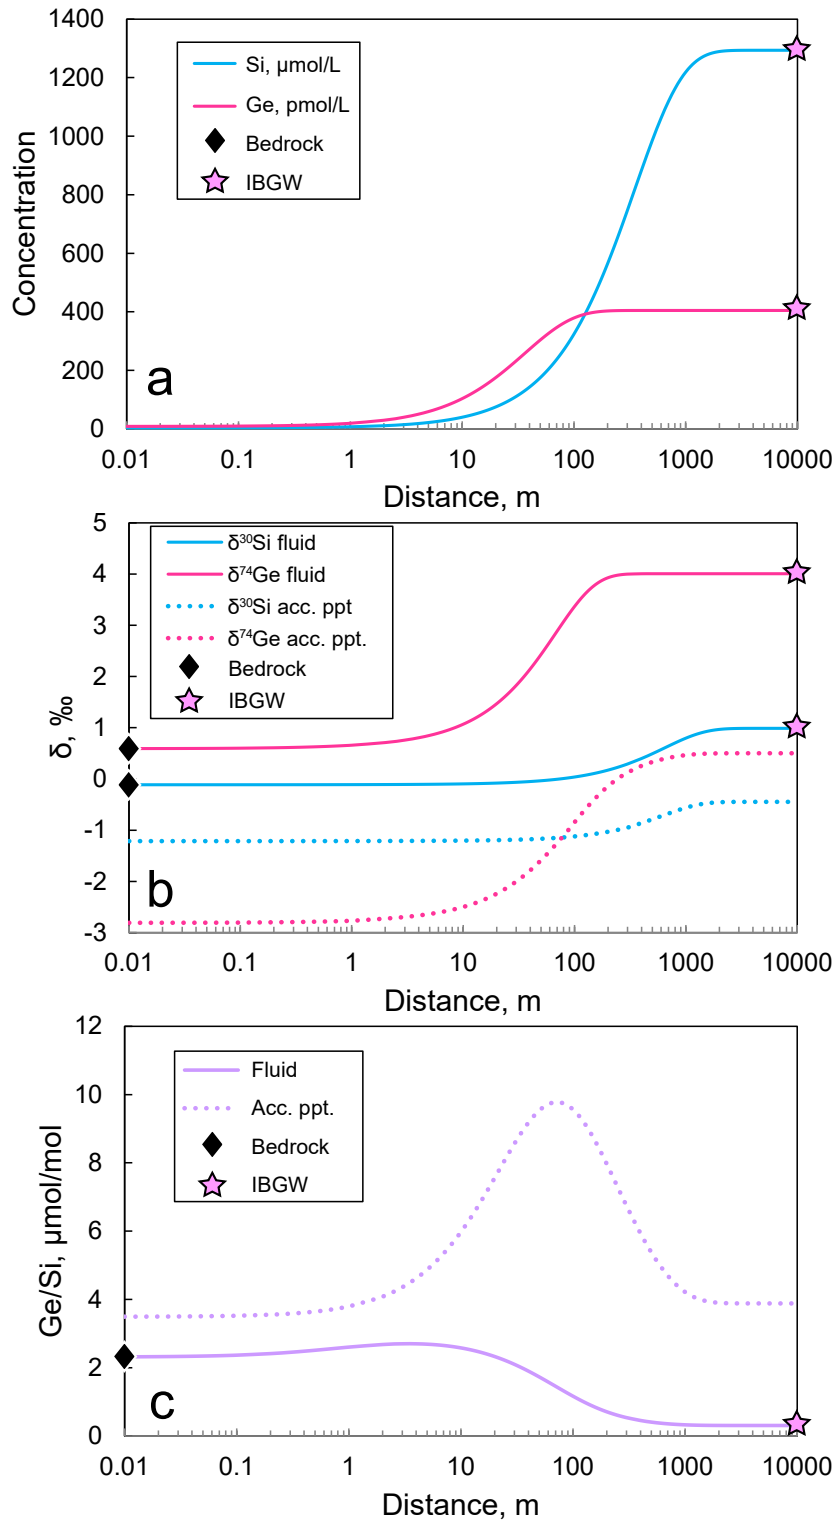 1400
1200
1000
800
600
400
200
0
Concentration
Si, µmol/L
Ge, pmol/L
Bedrock
IBGW
a
0.01 0.1 1 10 100 1000 10000
Distance, m
5
4
3
2
1
0
-1
-2
-3
δ, ‰
δ³⁰Si fluid
δ⁷⁴Ge fluid
δ³⁰Si acc. ppt
δ⁷⁴Ge acc. ppt.
Bedrock
IBGW
b
0.01 0.1 1 10 100 1000 10000
Distance, m
12
10
8
6
4
2
0
Ge/Si, µmol/mol
Fluid
Acc. ppt.
Bedrock
IBGW
c
0.01 0.1 1 10 100 1000 10000
Distance, m